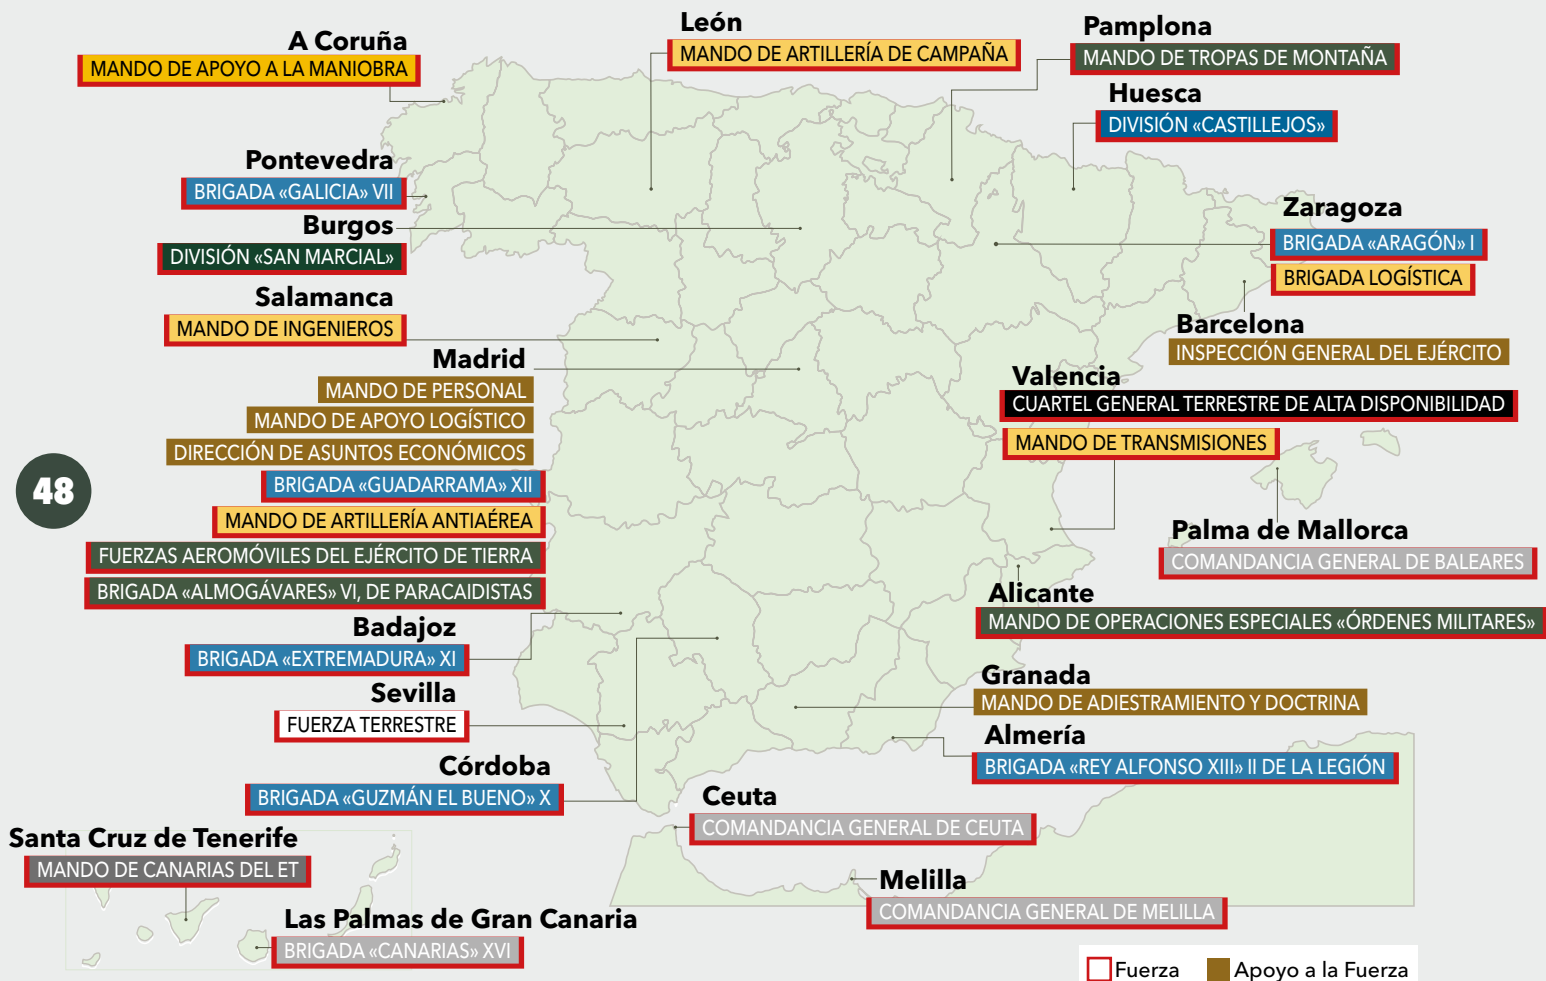 A Coruña
MANDO DE APOYO A LA MANIOBRA
León
MANDO DE ARTILLERÍA DE CAMPAÑA
Pamplona
MANDO DE TROPAS DE MONTAÑA
Huesca
DIVISIÓN «CASTILLEJOS»
Pontevedra
BRIGADA «GALICIA» VII
Burgos
DIVISIÓN «SAN MARCIAL»
Zaragoza
BRIGADA «ARAGÓN» I
BRIGADA LOGÍSTICA
Salamanca
MANDO DE INGENIEROS
Barcelona
INSPECCIÓN GENERAL DEL EJÉRCITO
Madrid
MANDO DE PERSONAL
MANDO DE APOYO LOGÍSTICO
DIRECCIÓN DE ASUNTOS ECONÓMICOS
BRIGADA «GUADARRAMA» XII
MANDO DE ARTILLERÍA ANTIAÉREA
FUERZAS AEROMÓVILES DEL EJÉRCITO DE TIERRA
BRIGADA «ALMOGÁVARES» VI, DE PARACAIDISTAS
Valencia
CUARTEL GENERAL TERRESTRE DE ALTA DISPONIBILIDAD
MANDO DE TRANSMISIONES
48
Palma de Mallorca
COMANDANCIA GENERAL DE BALEARES
Alicante
MANDO DE OPERACIONES ESPECIALES «ÓRDENES MILITARES»
Badajoz
BRIGADA «EXTREMADURA» XI
Sevilla
FUERZA TERRESTRE
Granada
MANDO DE ADIESTRAMIENTO Y DOCTRINA
Almería
BRIGADA «REY ALFONSO XIII» II DE LA LEGIÓN
Córdoba
BRIGADA «GUZMÁN EL BUENO» X
Ceuta
COMANDANCIA GENERAL DE CEUTA
Santa Cruz de Tenerife
MANDO DE CANARIAS DEL ET
Melilla
COMANDANCIA GENERAL DE MELILLA
Las Palmas de Gran Canaria
BRIGADA «CANARIAS» XVI
Fuerza
Apoyo a la Fuerza